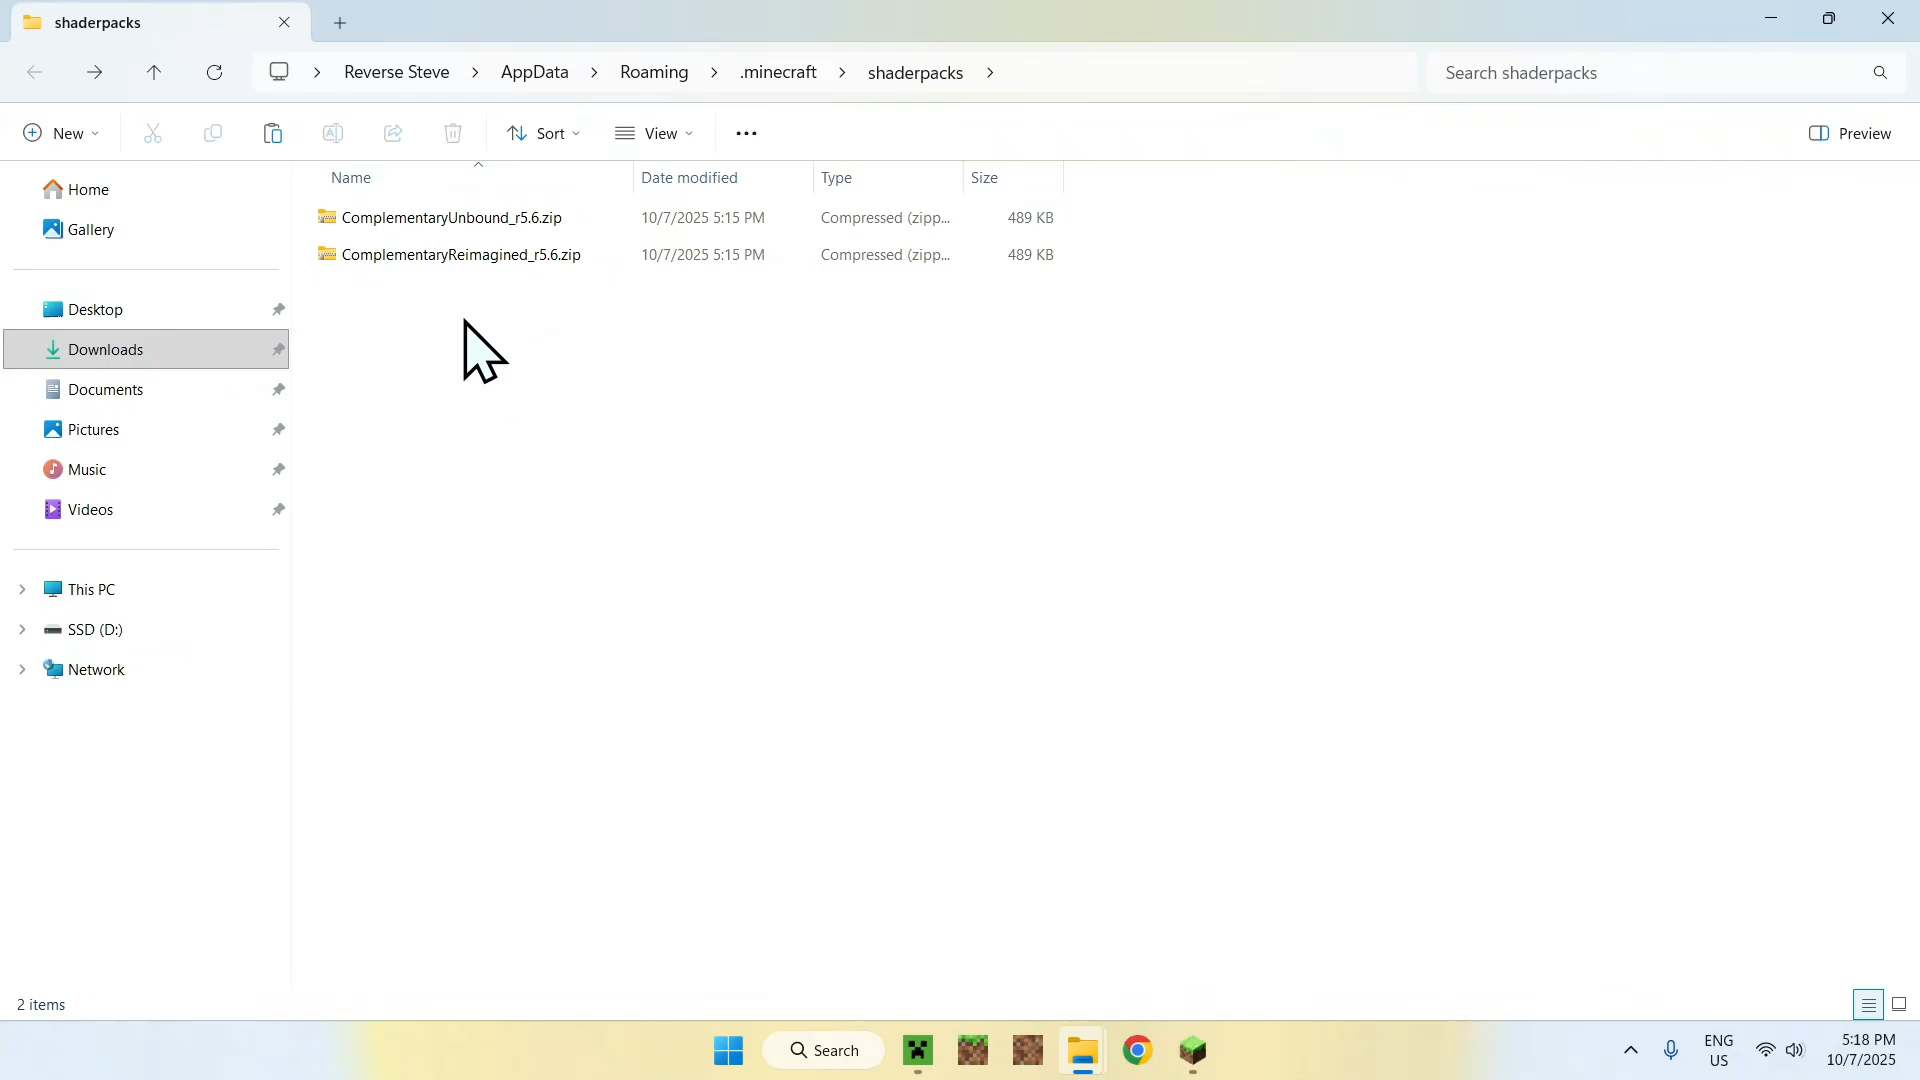 shaderpacks
Reverse Steve > AppData > Roaming > .minecraft > shaderpacks >
Search shaderpacks
New
Sort
View
Preview
Home
Gallery
Desktop
Downloads
Documents
Pictures
Music
Videos
This PC
SSD (D:)
Network
Name Date modified Type Size
ComplementaryUnbound_r5.6.zip 10/7/2025 5:15 PM Compressed (zipp... 489 KB
ComplementaryReimagined_r5.6.zip 10/7/2025 5:15 PM Compressed (zipp... 489 KB
2 items
Search
ENG
US
5:18 PM
10/7/2025